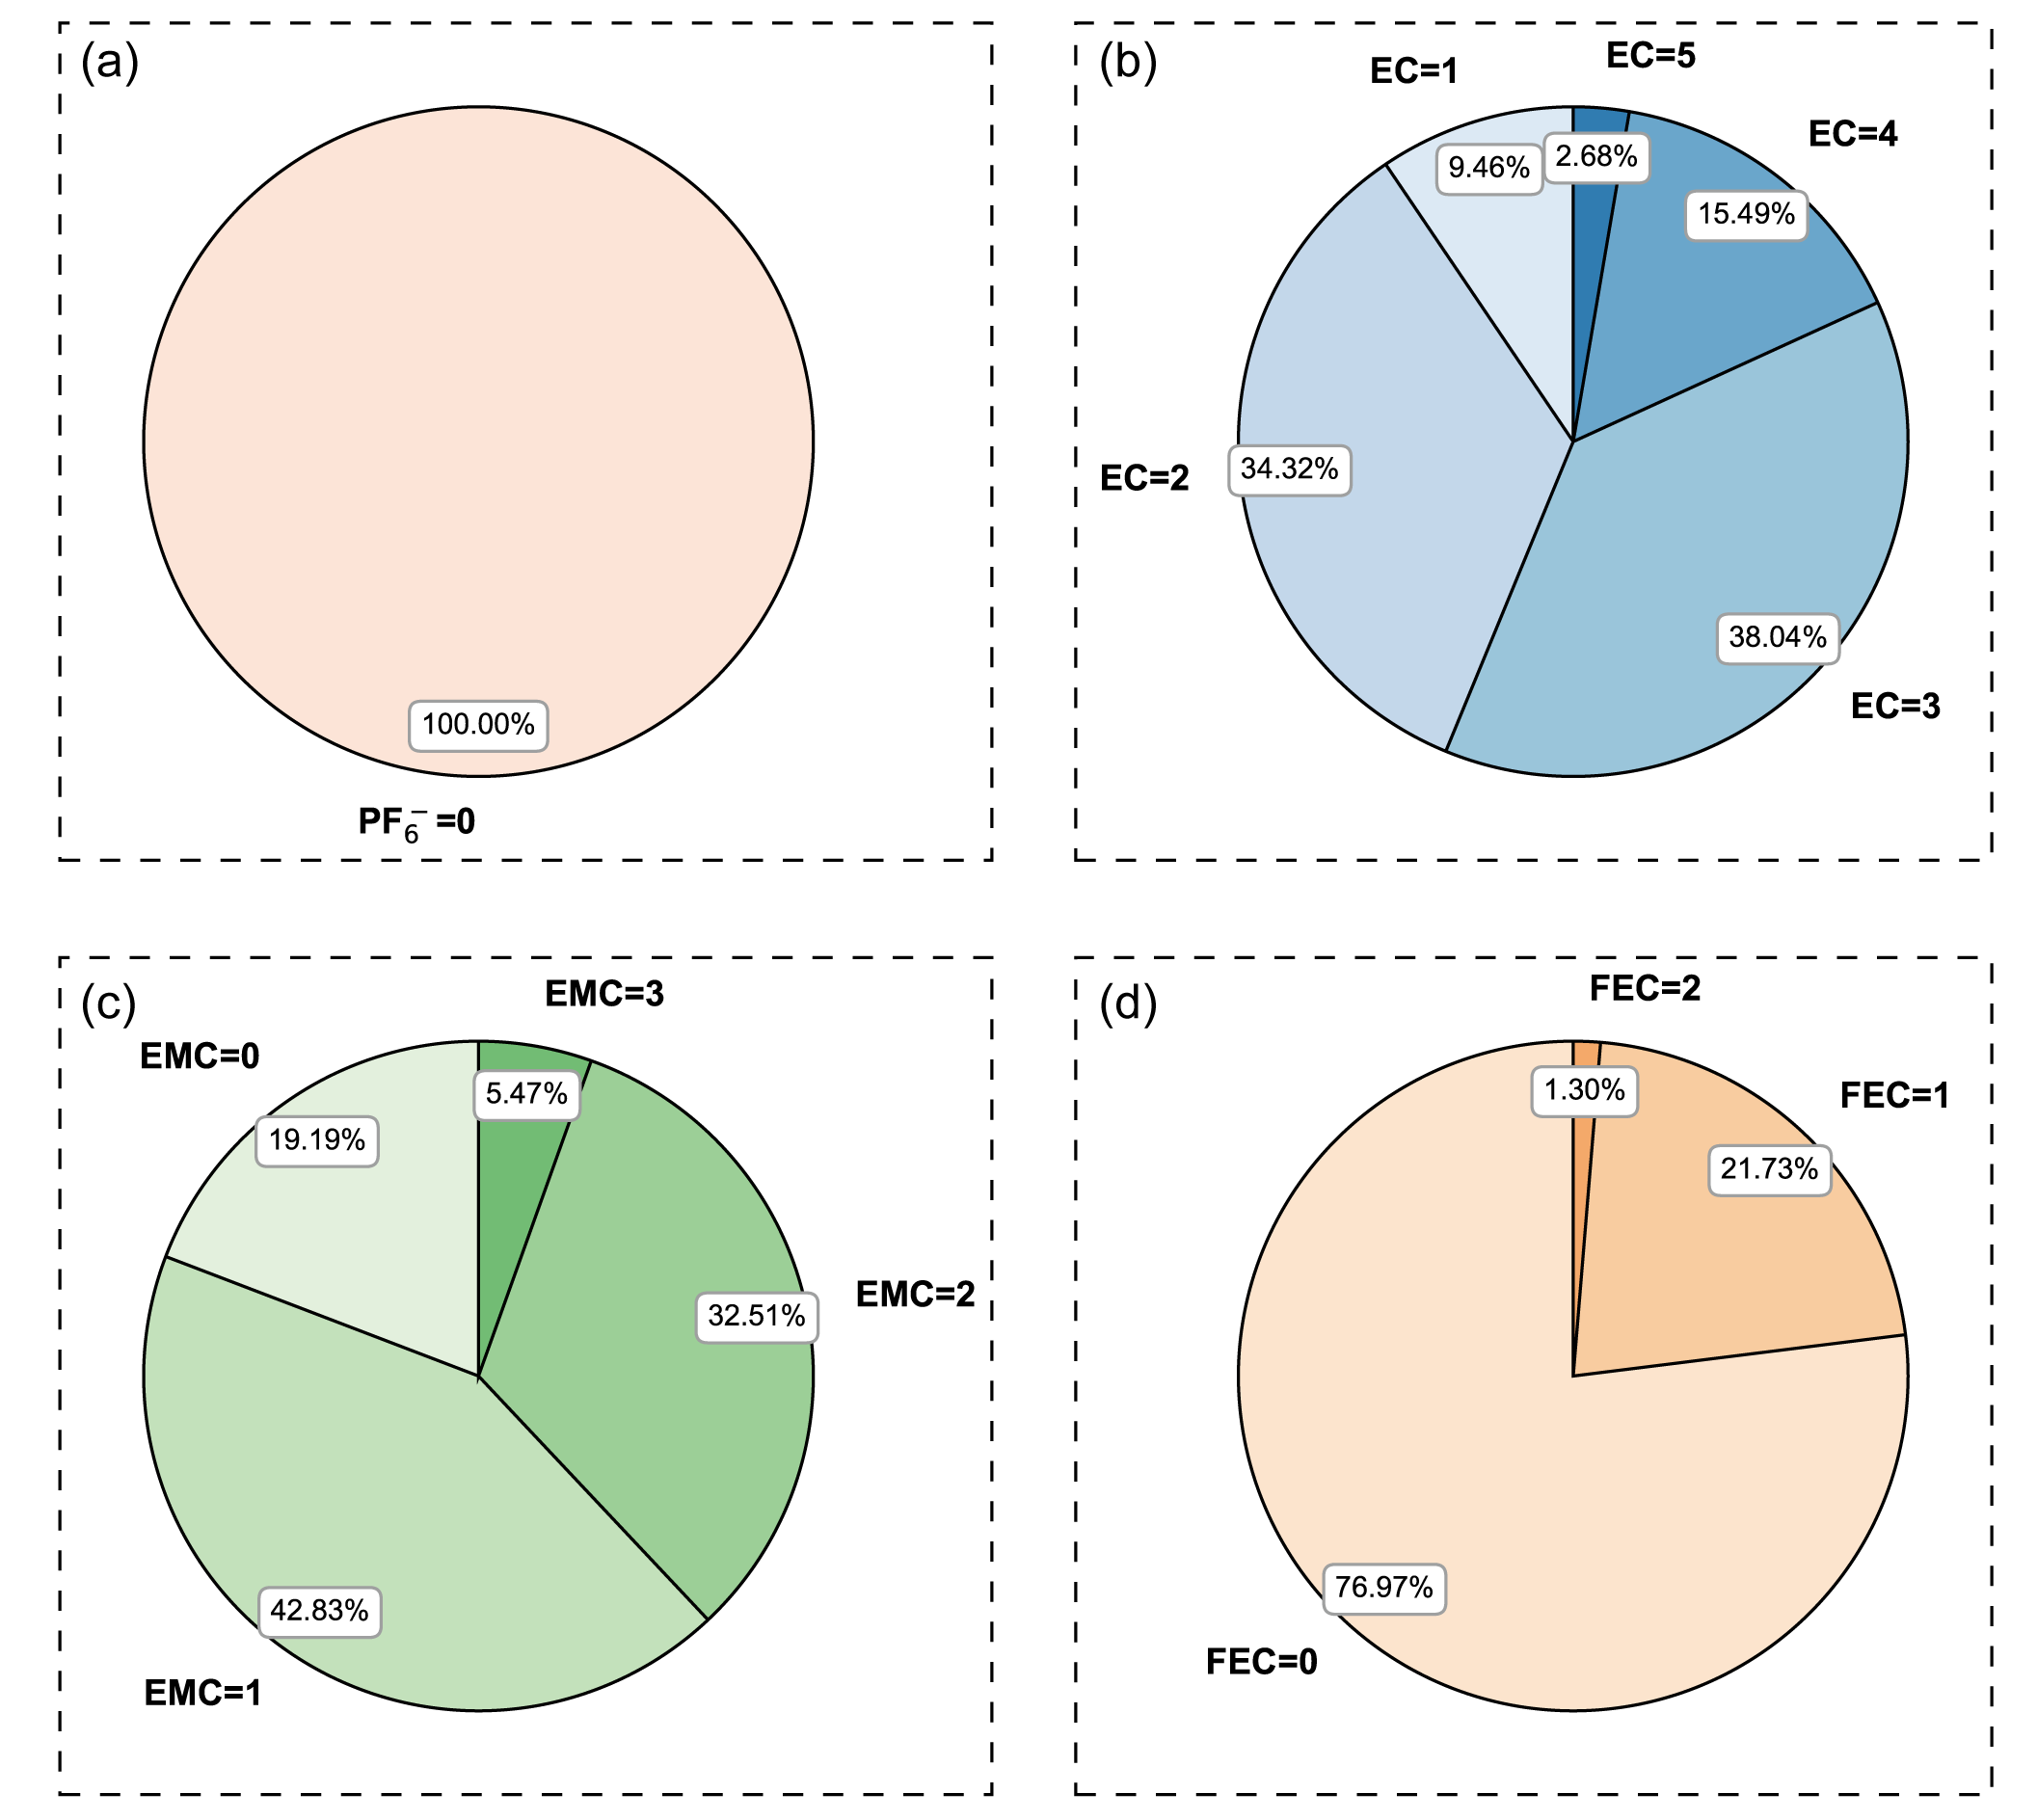 (a)
100.00%
PF₆⁻=0
(b)
EC=1
EC=5
EC=4
9.46%
2.68%
15.49%
EC=2
34.32%
38.04%
EC=3
(c)
EMC=3
EMC=0
5.47%
19.19%
EMC=2
32.51%
42.83%
EMC=1
(d)
FEC=2
1.30%
FEC=1
21.73%
76.97%
FEC=0